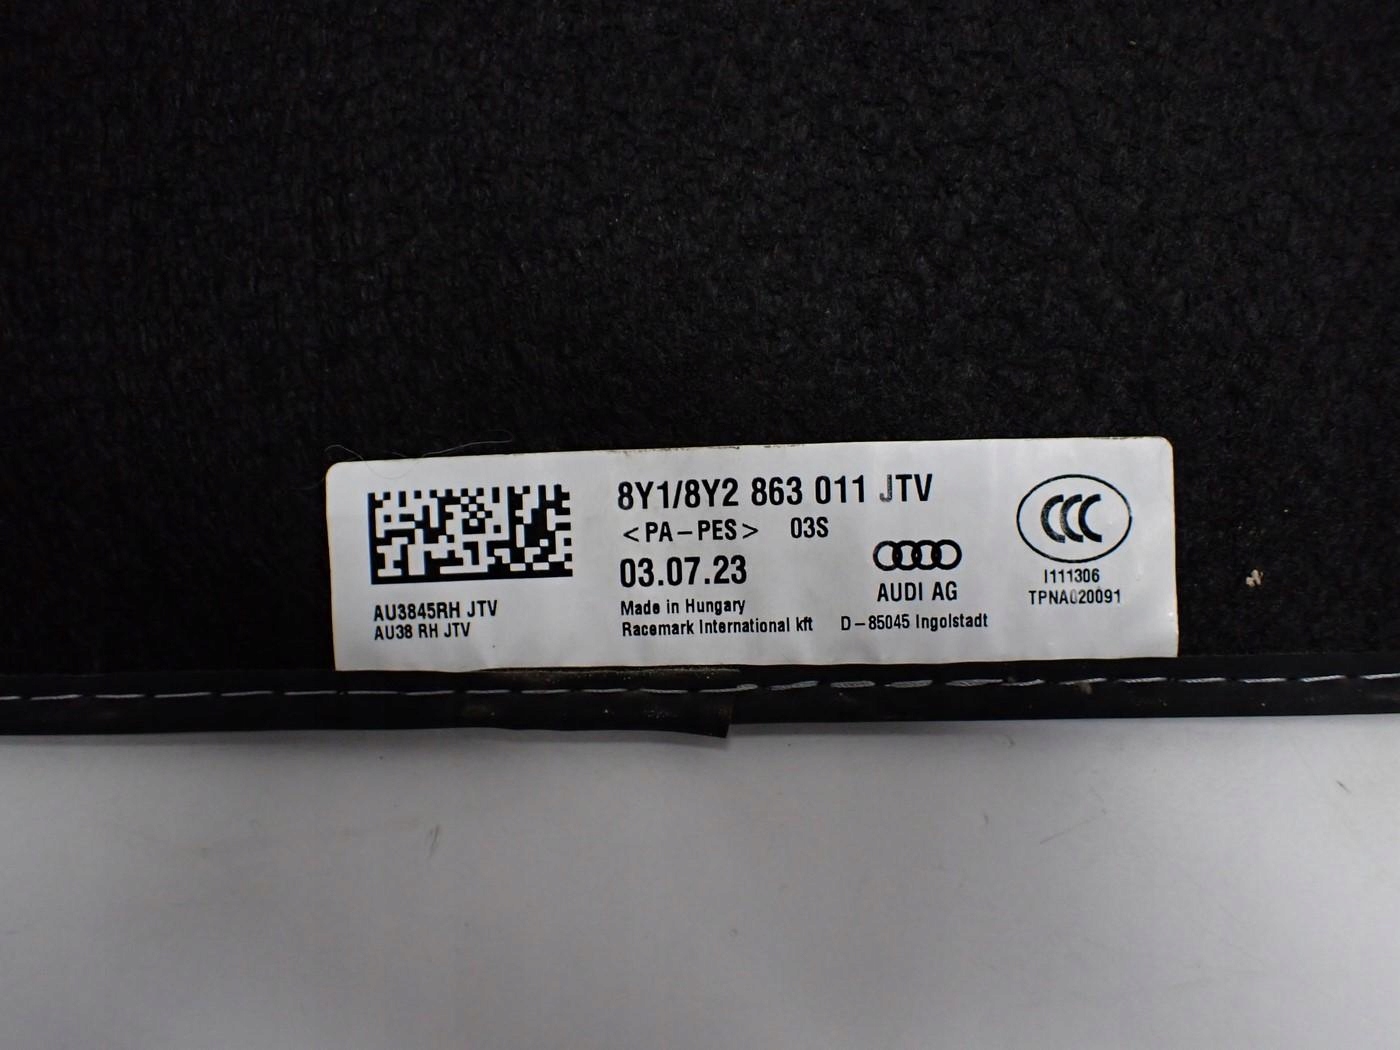 8Y1/8Y2 863 011 JTV
<PA-PES> 03S
03.07.23
Made in Hungary
Racemark International kft
AUDI AG
D-85045 Ingolstadt
AU3845RH JTV
AU38 RH JTV
CCC
I111306
TPNA020091